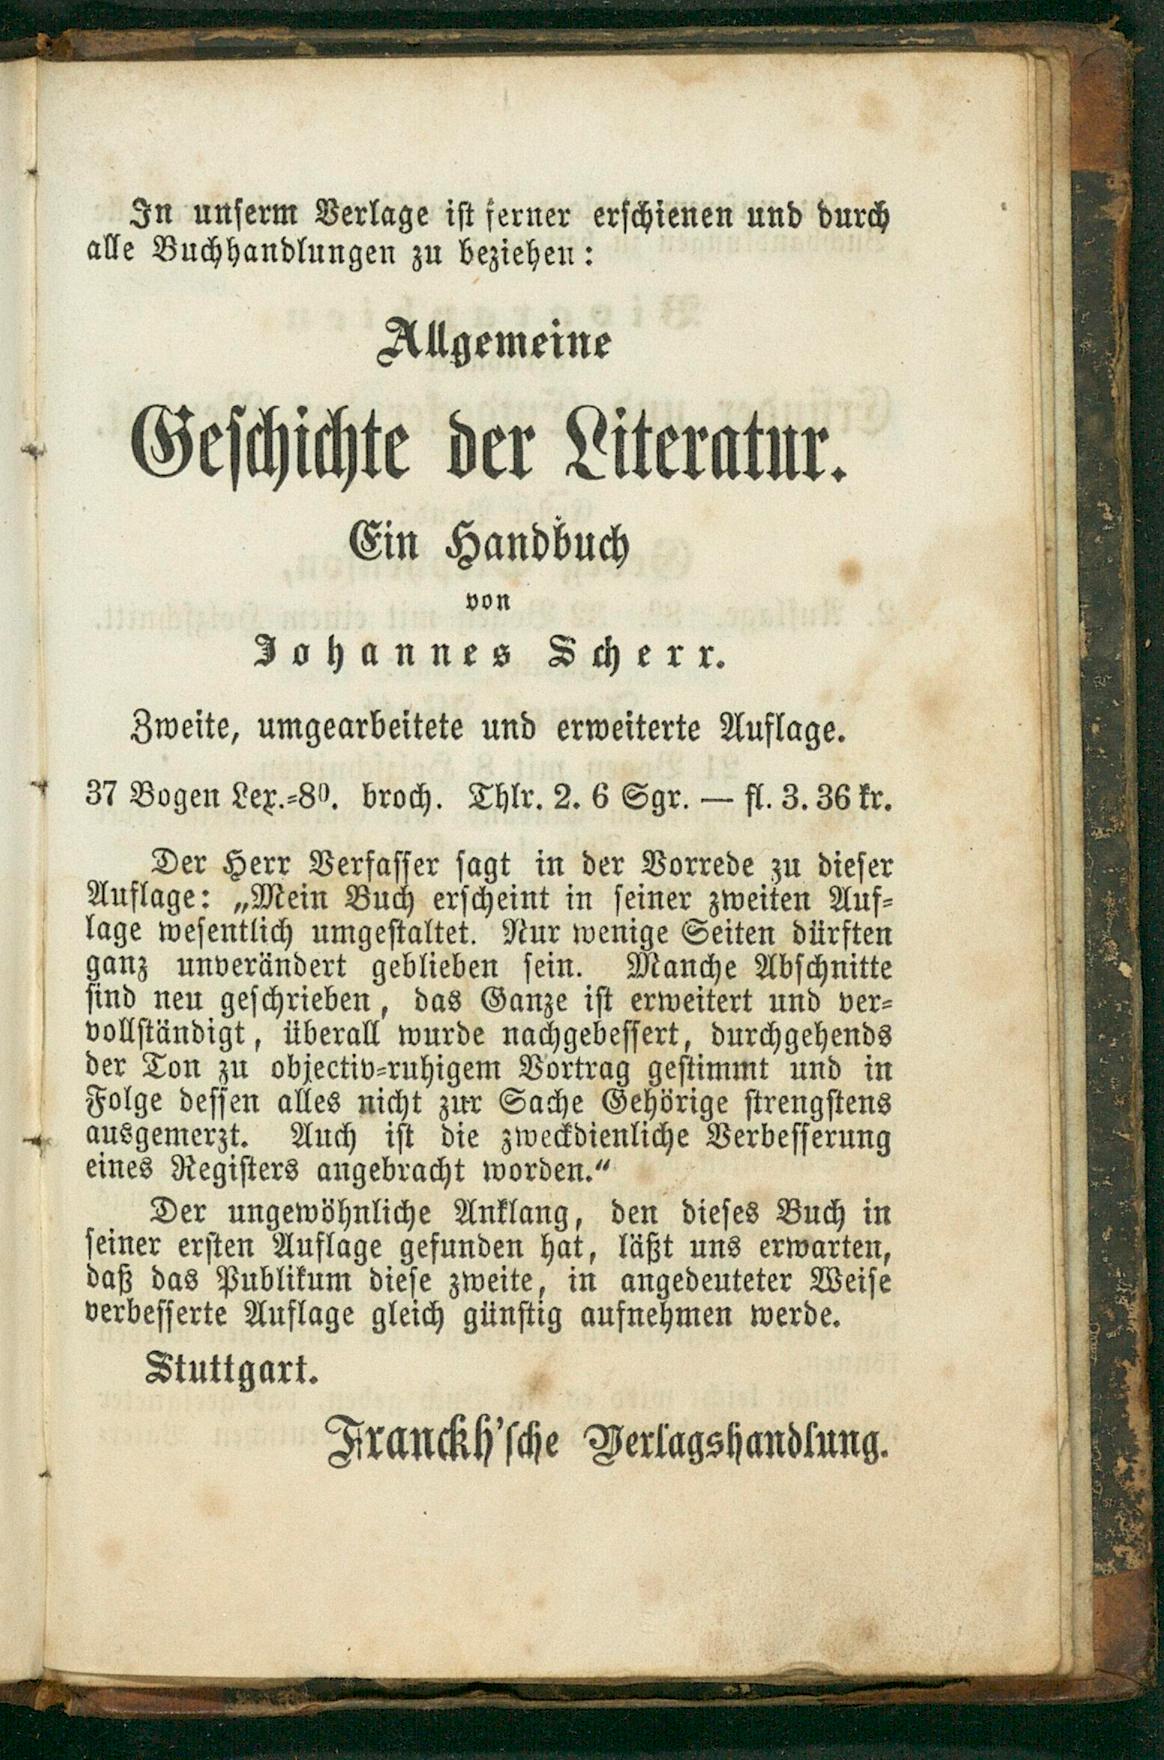 In unserm Verlage ist ferner erschienen und durch
alle Buchhandlungen zu beziehen:
Allgemeine
Geschichte der Literatur.
Ein Handbuch
von
Johannes Scherr.
Zweite, umgearbeitete und erweiterte Auflage.
37 Bogen Lex.-8⁰. broch. Thlr. 2. 6 Sgr. — fl. 3. 36 kr.
Der Herr Verfasser sagt in der Vorrede zu dieser
Auflage: „Mein Buch erscheint in seiner zweiten Auf-
lage wesentlich umgestaltet. Nur wenige Seiten dürften
ganz unverändert geblieben sein. Manche Abschnitte
sind neu geschrieben, das Ganze ist erweitert und ver-
vollständigt, überall wurde nachgebessert, durchgehends
der Ton zu objectiv-ruhigem Vortrag gestimmt und in
Folge dessen alles nicht zur Sache Gehörige strengstens
ausgemerzt. Auch ist die zweckdienliche Verbesserung
eines Registers angebracht worden.“
Der ungewöhnliche Anklang, den dieses Buch in
seiner ersten Auflage gefunden hat, läßt uns erwarten,
daß das Publikum diese zweite, in angedeuteter Weise
verbesserte Auflage gleich günstig aufnehmen werde.
Stuttgart.
Franckh'sche Verlagshandlung.